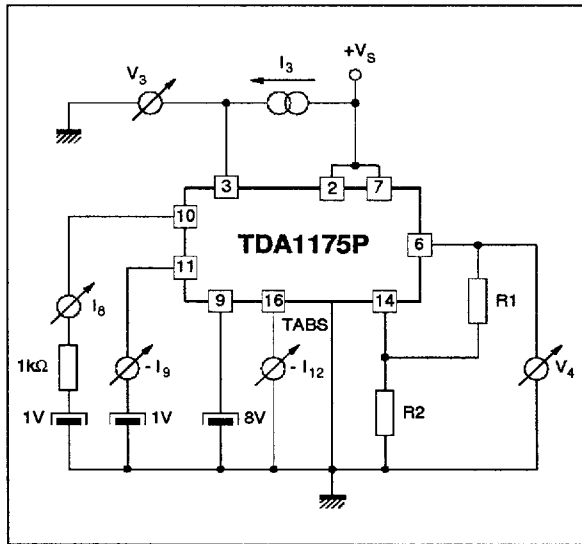 +VS
V3
I3
3
2
7
10
TDA1175P
6
11
9
16
14
R1
I8
TABS
1kΩ
- I9
- I12
V4
R2
1V
1V
8V